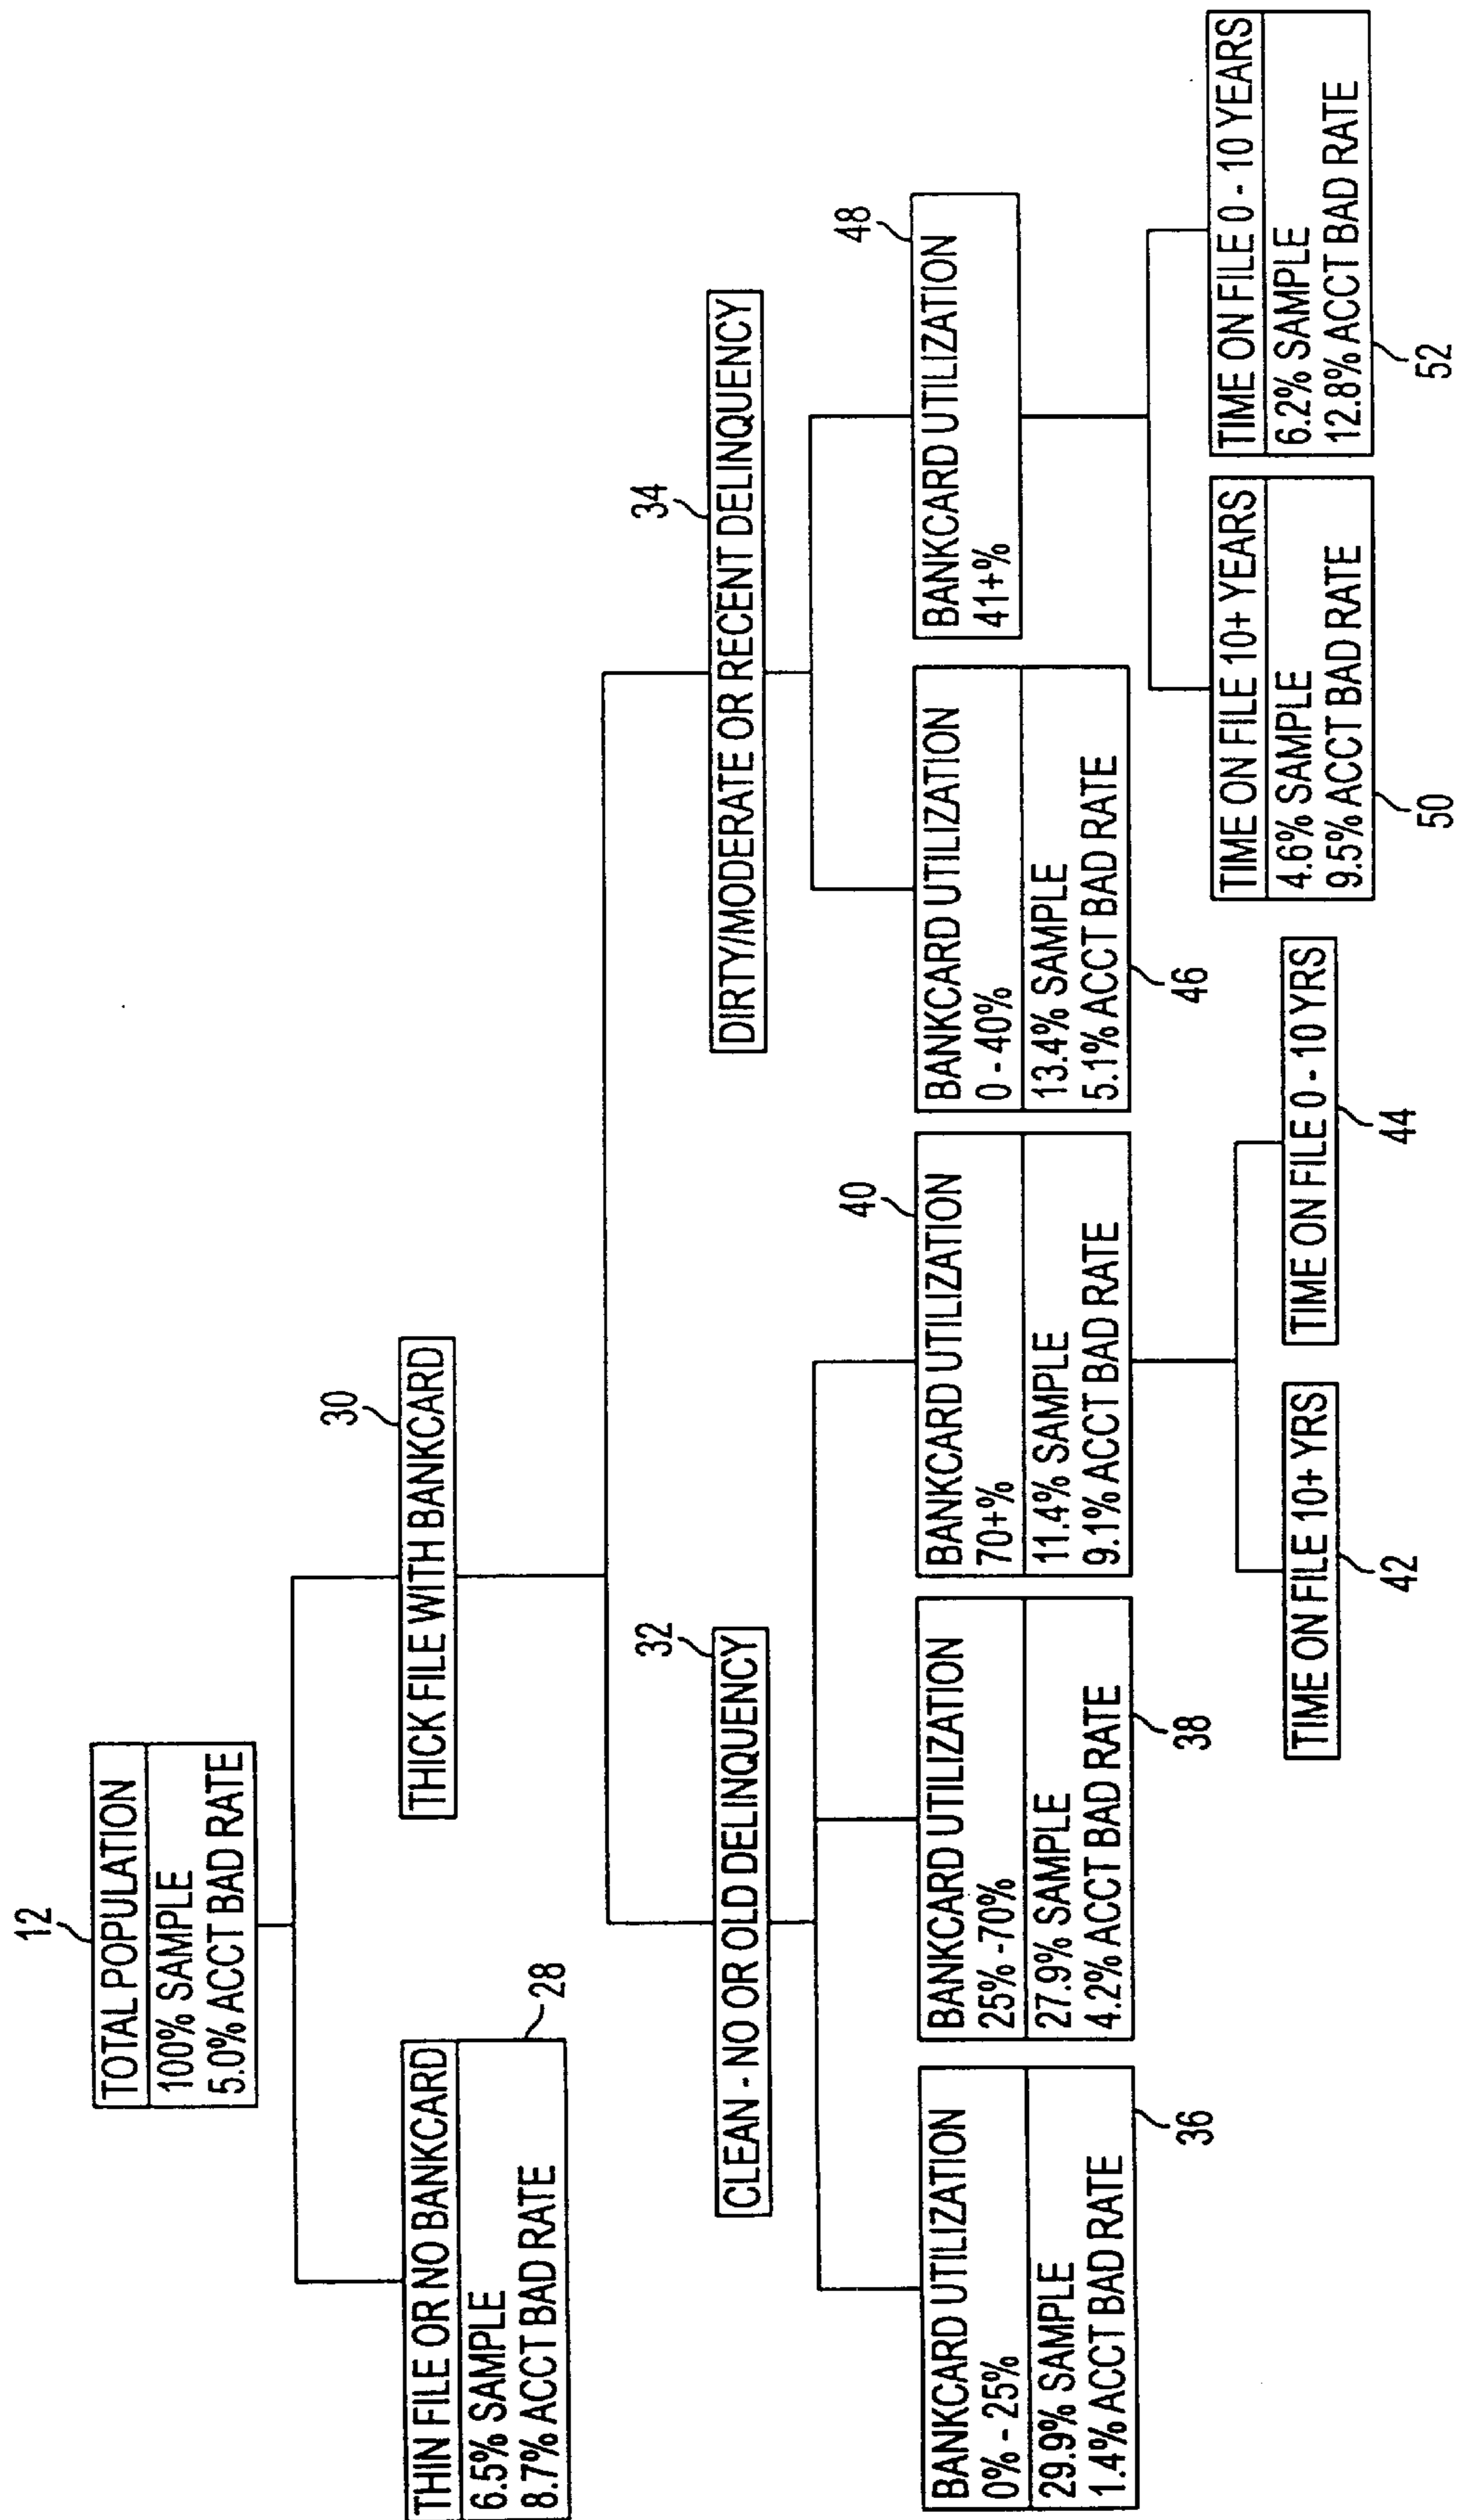 12
TOTAL POPULATION
100% SAMPLE
5.0% ACCT BAD RATE
THIN FILE OR NO BANKCARD
6.5% SAMPLE
8.7% ACCT BAD RATE
28
30
THICK FILE WITH BANKCARD
32
CLEAN - NO OR OLD DELINQUENCY
34
DIRTY/MODERATE OR RECENT DELINQUENCY
BANKCARD UTILIZATION
0% - 25%
29.9% SAMPLE
1.4% ACCT BAD RATE
36
BANKCARD UTILIZATION
25% -70%
27.9% SAMPLE
4.2% ACCT BAD RATE
38
40
BANKCARD UTILIZATION
70+%
11.4% SAMPLE
9.1% ACCT BAD RATE
BANKCARD UTILIZATION
0 - 40%
13.4% SAMPLE
5.1% ACCT BAD RATE
46
48
BANKCARD UTILIZATION
41+%
TIME ON FILE 10+ YRS
42
TIME ON FILE 0 - 10 YRS
44
TIME ON FILE 10+ YEARS
4.6% SAMPLE
9.5% ACCT BAD RATE
50
TIME ON FILE 0 - 10 YEARS
6.2% SAMPLE
12.8% ACCT BAD RATE
52